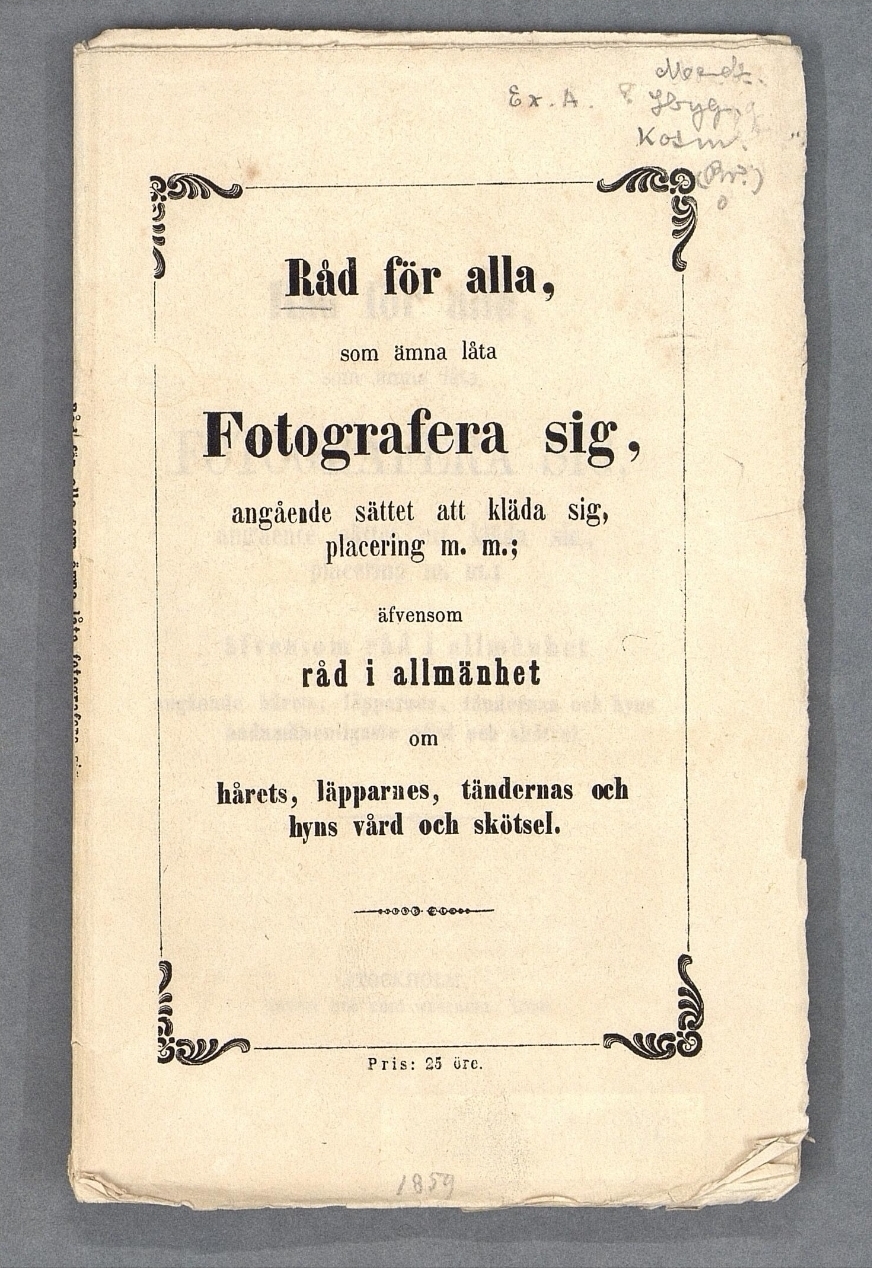 Ex. A.
Kosm.
Råd för alla,
som ämna låta
Fotografera sig,
angående sättet att kläda sig,
placering m. m.;
äfvensom
råd i allmänhet
om
hårets, läpparnes, tändernas och
hyns vård och skötsel.
Pris: 25 öre.
1859